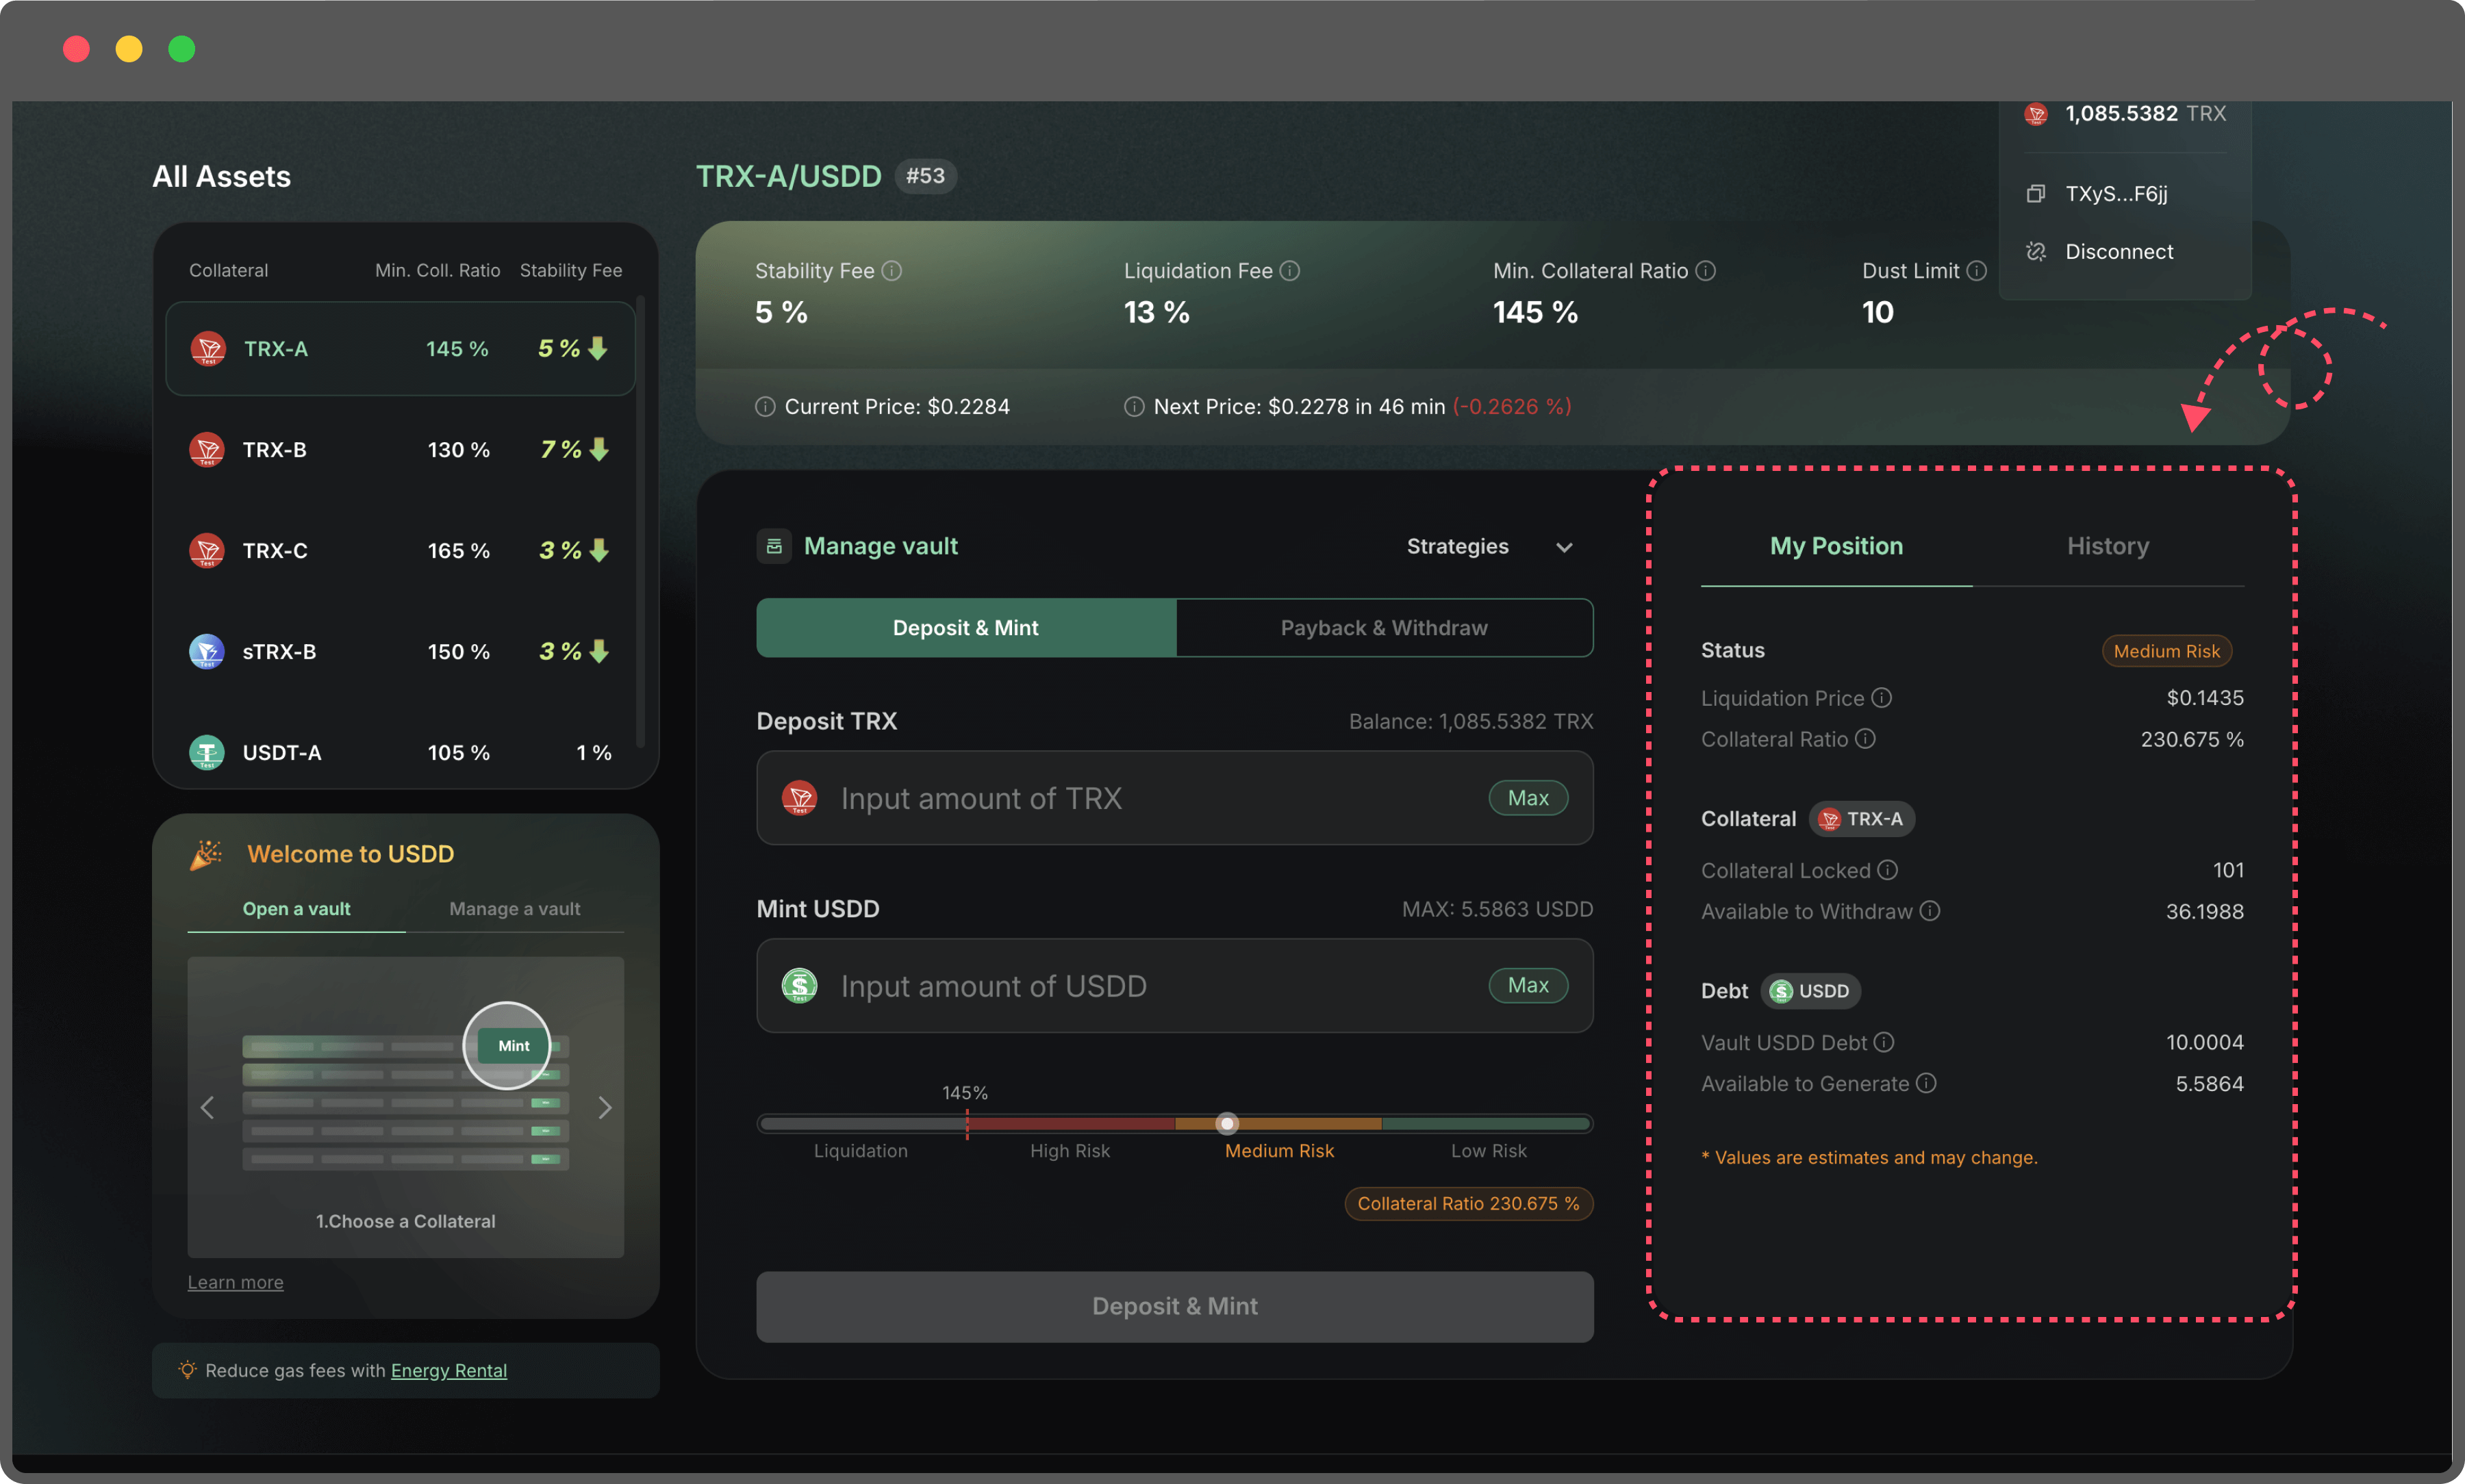 1,085.5382 TRX
TXyS...F6jj
Disconnect
All Assets
Collateral Min. Coll. Ratio Stability Fee
TRX-A 145 % 5 %
TRX-B 130 % 7 %
TRX-C 165 % 3 %
sTRX-B 150 % 3 %
USDT-A 105 % 1 %
Welcome to USDD
Open a vault Manage a vault
Mint
1.Choose a Collateral
Learn more
Reduce gas fees with Energy Rental
TRX-A/USDD #53
Stability Fee Liquidation Fee Min. Collateral Ratio Dust Limit
5 % 13 % 145 % 10
Current Price: $0.2284 Next Price: $0.2278 in 46 min (-0.2626 %)
Manage vault Strategies
Deposit & Mint Payback & Withdraw
Deposit TRX Balance: 1,085.5382 TRX
Input amount of TRX Max
Mint USDD MAX: 5.5863 USDD
Input amount of USDD Max
145%
Liquidation High Risk Medium Risk Low Risk
Collateral Ratio 230.675 %
Deposit & Mint
My Position History
Status Medium Risk
Liquidation Price $0.1435
Collateral Ratio 230.675 %
Collateral TRX-A
Collateral Locked 101
Available to Withdraw 36.1988
Debt USDD
Vault USDD Debt 10.0004
Available to Generate 5.5864
* Values are estimates and may change.